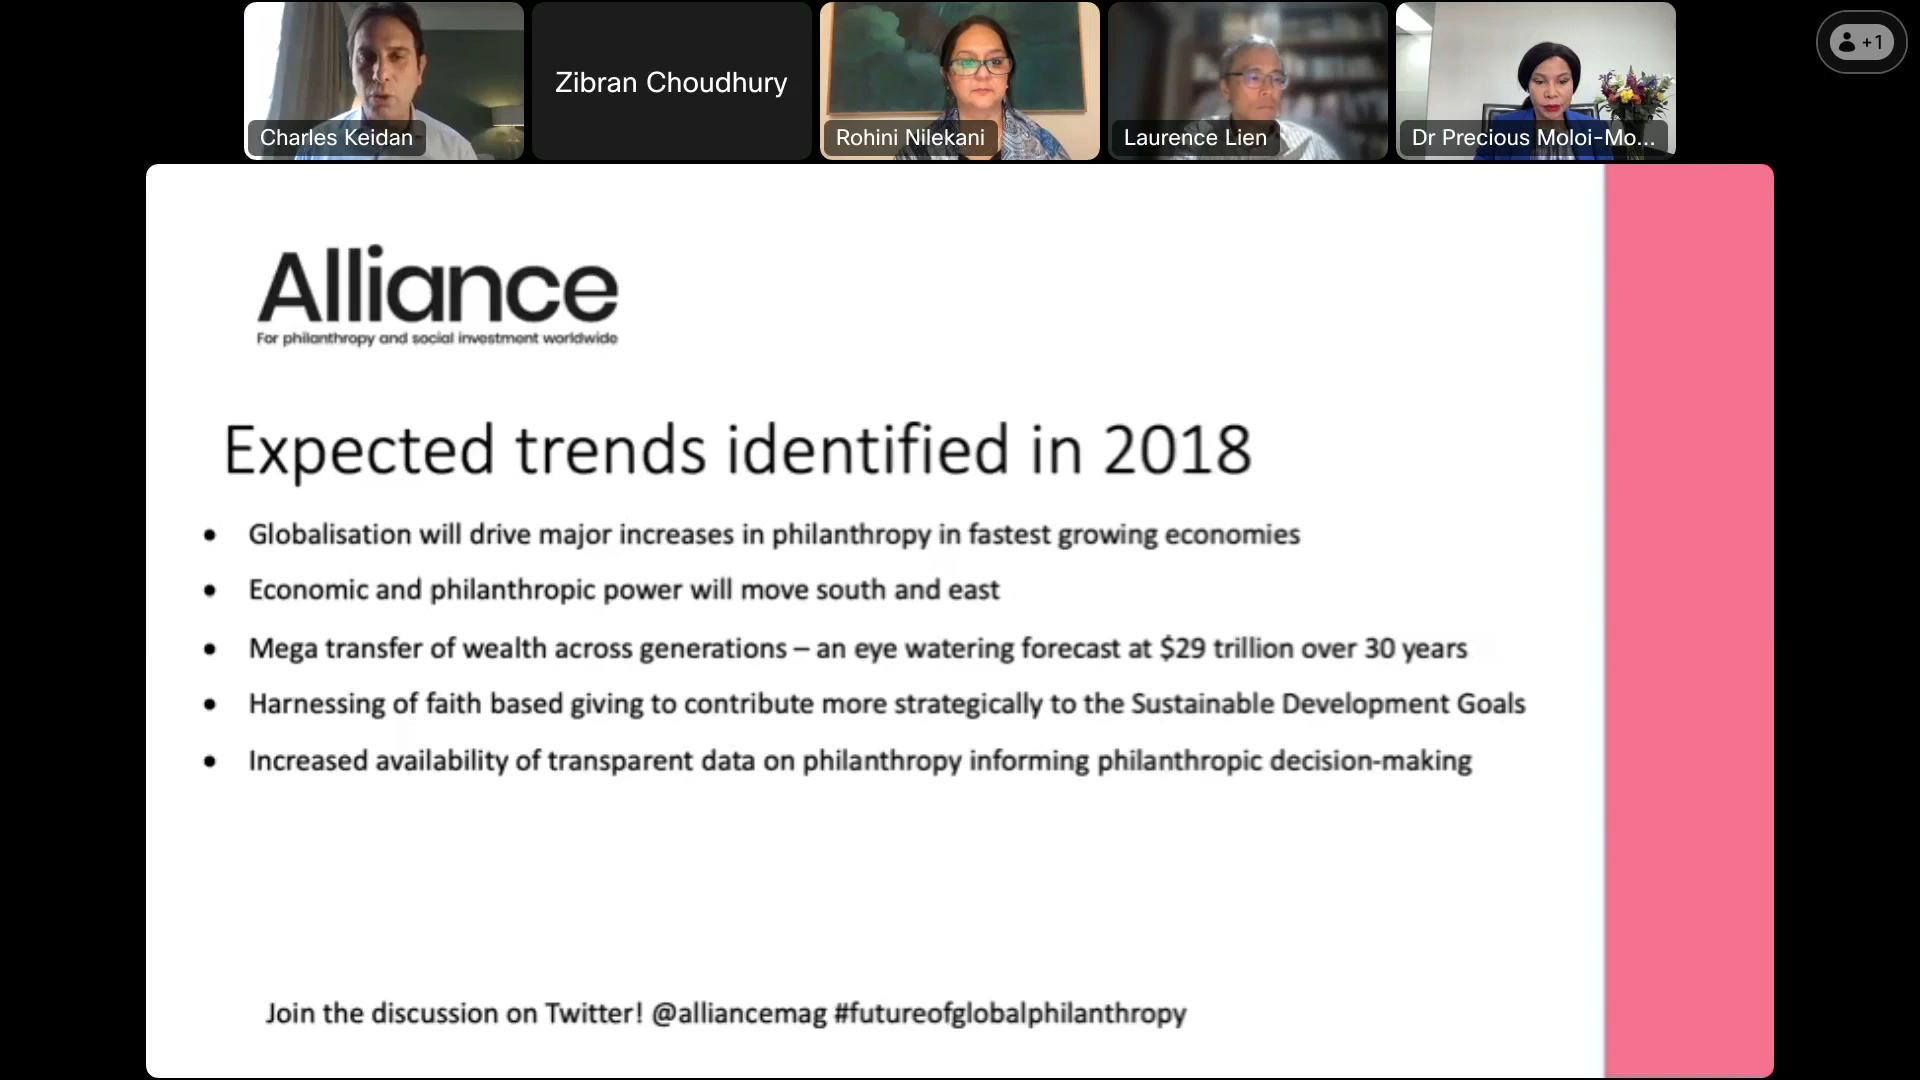 Charles Keidan
Zibran Choudhury
Rohini Nilekani
Laurence Lien
Dr Precious Moloi-Mo...
+1
Alliance
For philanthropy and social investment worldwide
Expected trends identified in 2018
• Globalisation will drive major increases in philanthropy in fastest growing economies
• Economic and philanthropic power will move south and east
• Mega transfer of wealth across generations – an eye watering forecast at $29 trillion over 30 years
• Harnessing of faith based giving to contribute more strategically to the Sustainable Development Goals
• Increased availability of transparent data on philanthropy informing philanthropic decision-making
Join the discussion on Twitter! @alliancemag #futureofglobalphilanthropy